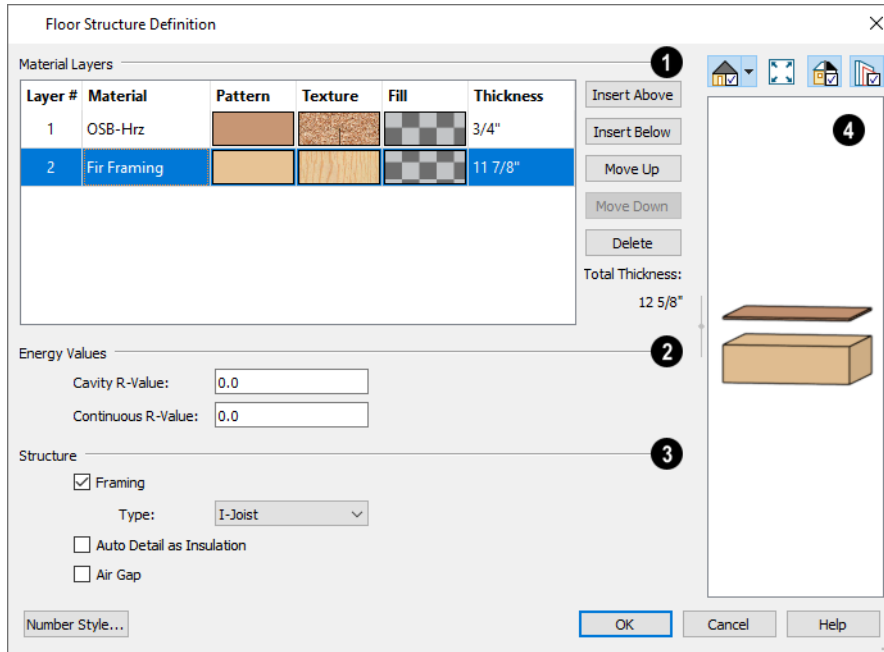 Floor Structure Definition
Material Layers
1
Layer # Material Pattern Texture Fill Thickness
1 OSB-Hrz 3/4"
2 Fir Framing 11 7/8"
Insert Above
Insert Below
Move Up
Move Down
Delete
Total Thickness:
12 5/8"
4
Energy Values
2
Cavity R-Value: 0.0
Continuous R-Value: 0.0
Structure
3
Framing
Type: I-Joist
Auto Detail as Insulation
Air Gap
Number Style...
OK
Cancel
Help